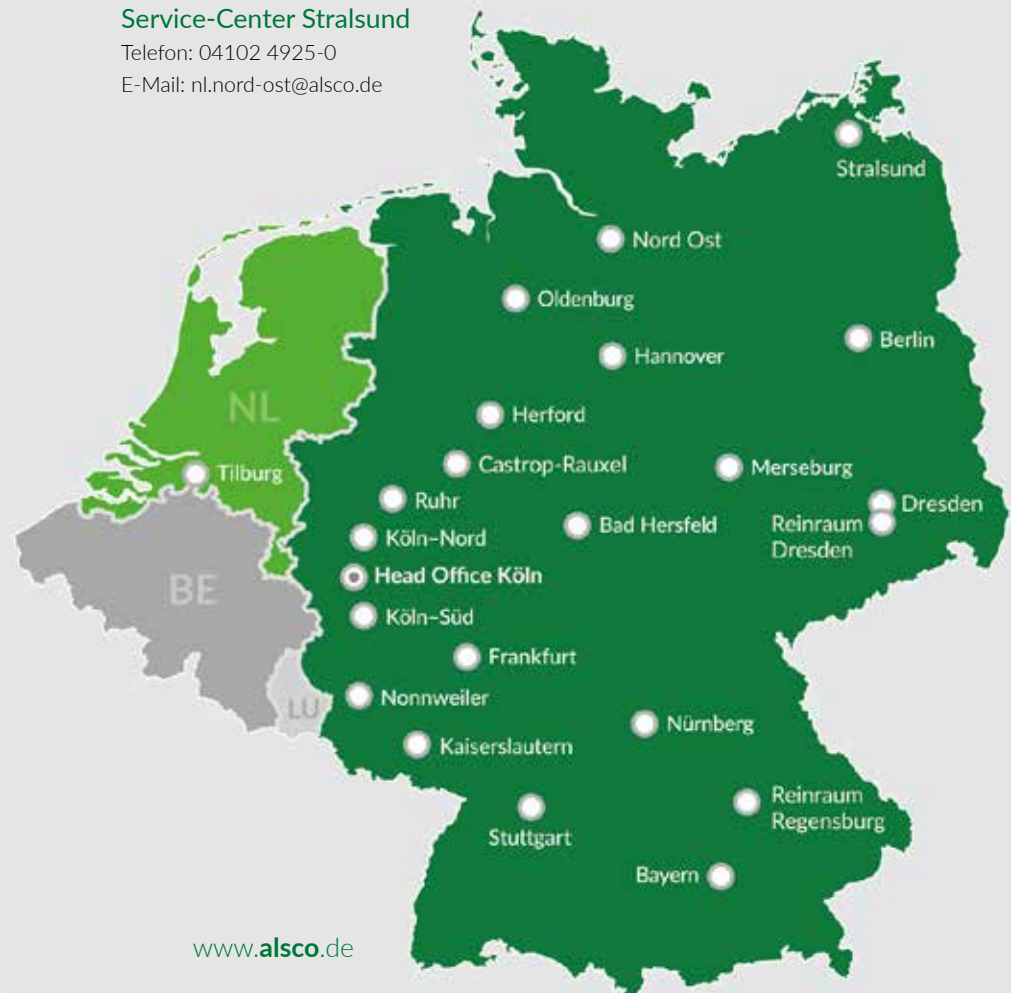 Service-Center Stralsund
Telefon: 04102 4925-0
E-Mail: nl.nord-ost@alsco.de
Stralsund
Nord Ost
Oldenburg
Berlin
Hannover
NL
Herford
Tilburg
Castrop-Rauxel
Merseburg
Ruhr
Dresden
Bad Hersfeld
Reinraum
Dresden
Köln–Nord
BE
Head Office Köln
Köln–Süd
Frankfurt
Nonnweiler
LU
Nürnberg
Kaiserslautern
Reinraum
Regensburg
Stuttgart
Bayern
www.alsco.de